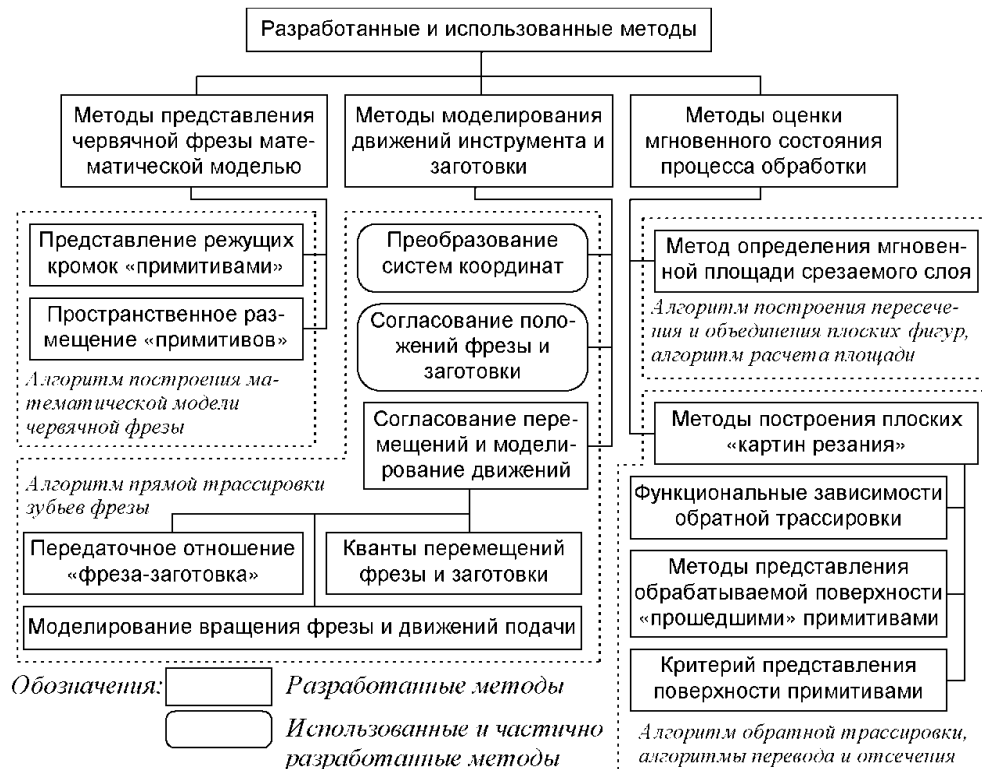 Разработанные и использованные методы
Методы представления
червячной фрезы мате-
матической моделью
Методы моделирования
движений инструмента и
заготовки
Методы оценки
мгновенного состояния
процесса обработки
Представление режущих
кромок «примитивами»
Пространственное раз-
мещение «примитивов»
Алгоритм построения ма-
тематической модели
червячной фрезы
Преобразование
систем координат
Согласование поло-
жений фрезы и
заготовки
Согласование пере-
мещений и модели-
рование движений
Алгоритм прямой трассировки
зубьев фрезы
Передаточное отношение
«фреза-заготовка»
Кванты перемещений
фрезы и заготовки
Моделирование вращения фрезы и движений подачи
Метод определения мгновен-
ной площади срезаемого слоя
Алгоритм построения пересече-
ния и объединения плоских фигур,
алгоритм расчета площади
Методы построения плоских
«картин резания»
Функциональные зависимости
обратной трассировки
Методы представления
обрабатываемой поверхности
«прошедшими» примитивами
Критерий представления
поверхности примитивами
Алгоритм обратной трассировки,
алгоритмы перевода и отсечения
Обозначения:
Разработанные методы
Использованные и частично
разработанные методы